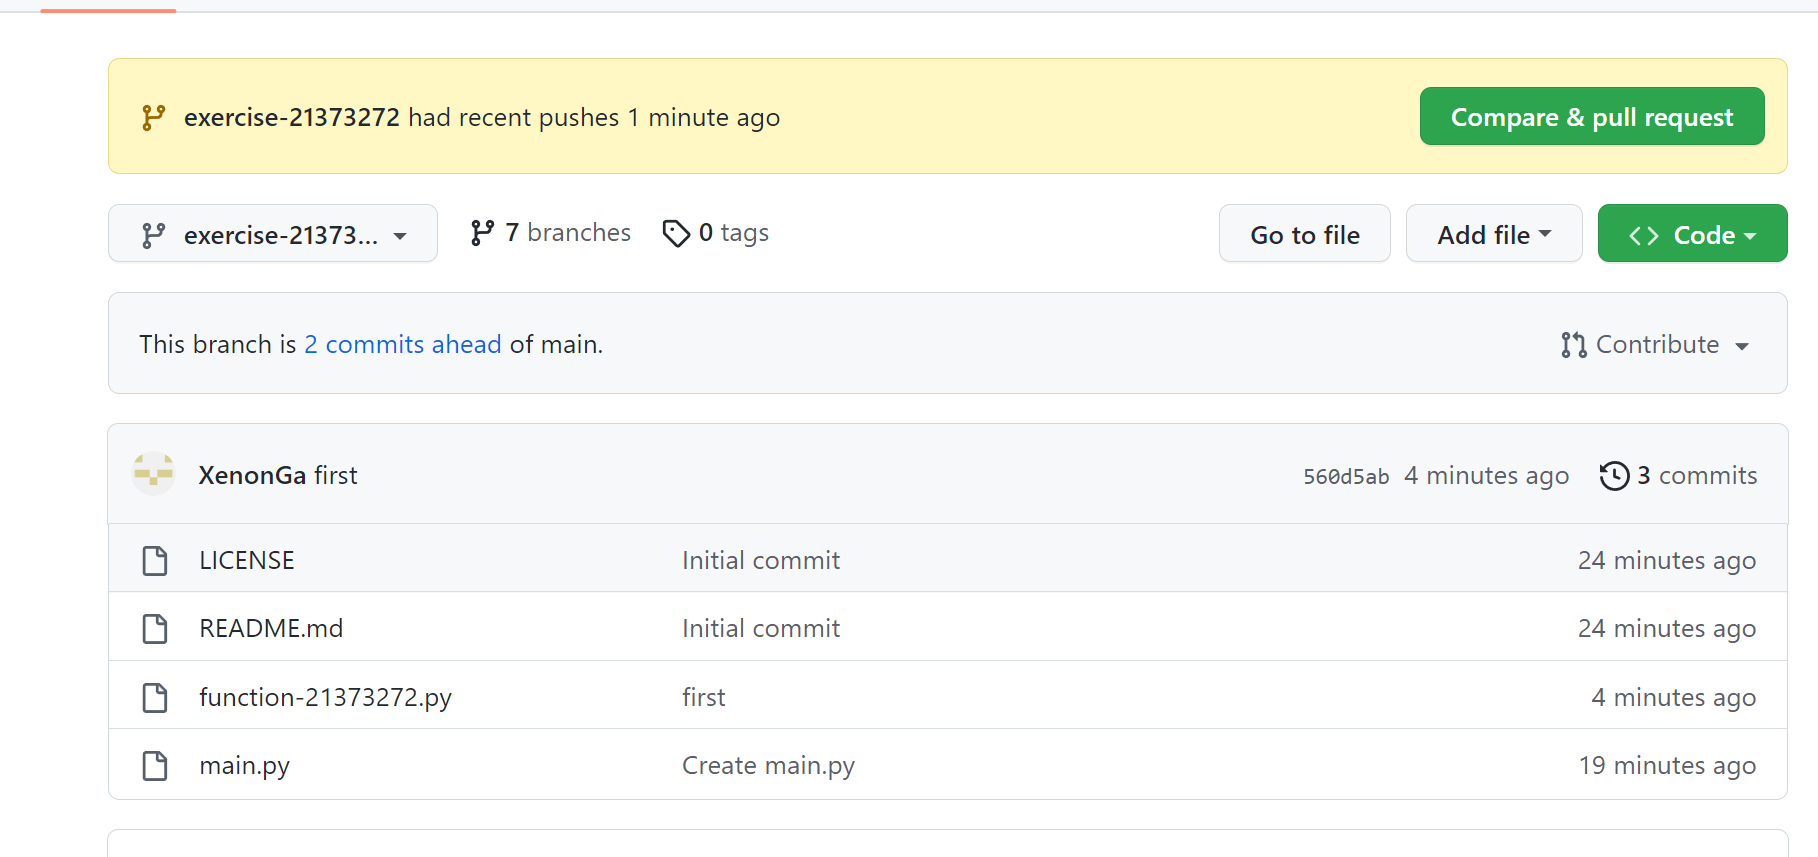 exercise-21373272 had recent pushes 1 minute ago
Compare & pull request
exercise-21373...
7 branches
0 tags
Go to file
Add file
Code
This branch is 2 commits ahead of main.
Contribute
XenonGa first
560d5ab 4 minutes ago
3 commits
LICENSE Initial commit 24 minutes ago
README.md Initial commit 24 minutes ago
function-21373272.py first 4 minutes ago
main.py Create main.py 19 minutes ago